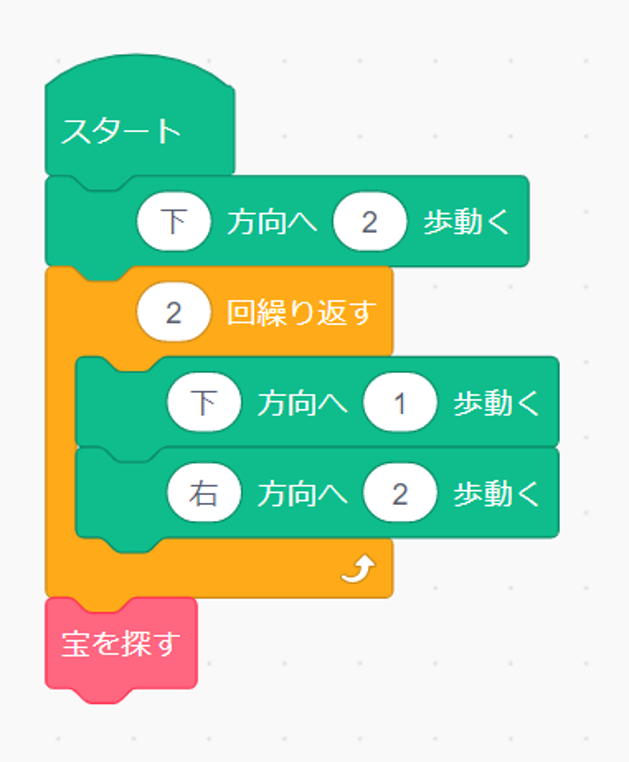 スタート
下 方向へ 2 歩動く
2 回繰り返す
下 方向へ 1 歩動く
右 方向へ 2 歩動く
宝を探す